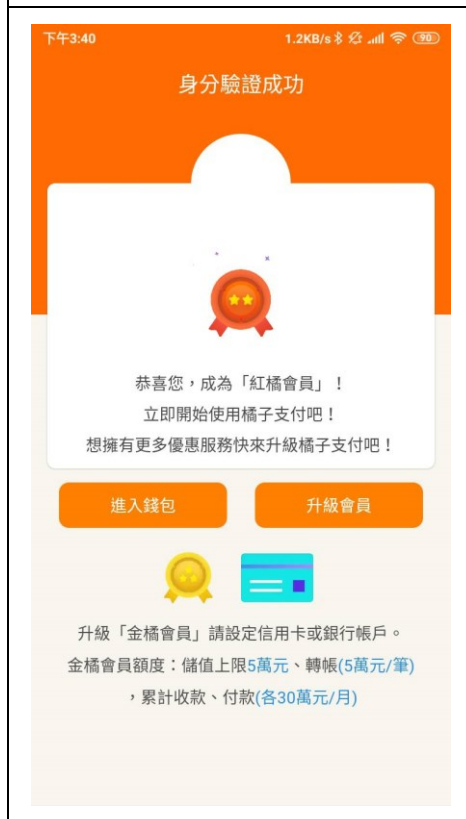 下午3:40 1.2KB/s 90
身分驗證成功
恭喜您，成為「紅橘會員」！
立即開始使用橘子支付吧！
想擁有更多優惠服務快來升級橘子支付吧！
進入錢包 升級會員
升級「金橘會員」請設定信用卡或銀行帳戶。
金橘會員額度：儲值上限5萬元、轉帳(5萬元/筆)
，累計收款、付款(各30萬元/月)